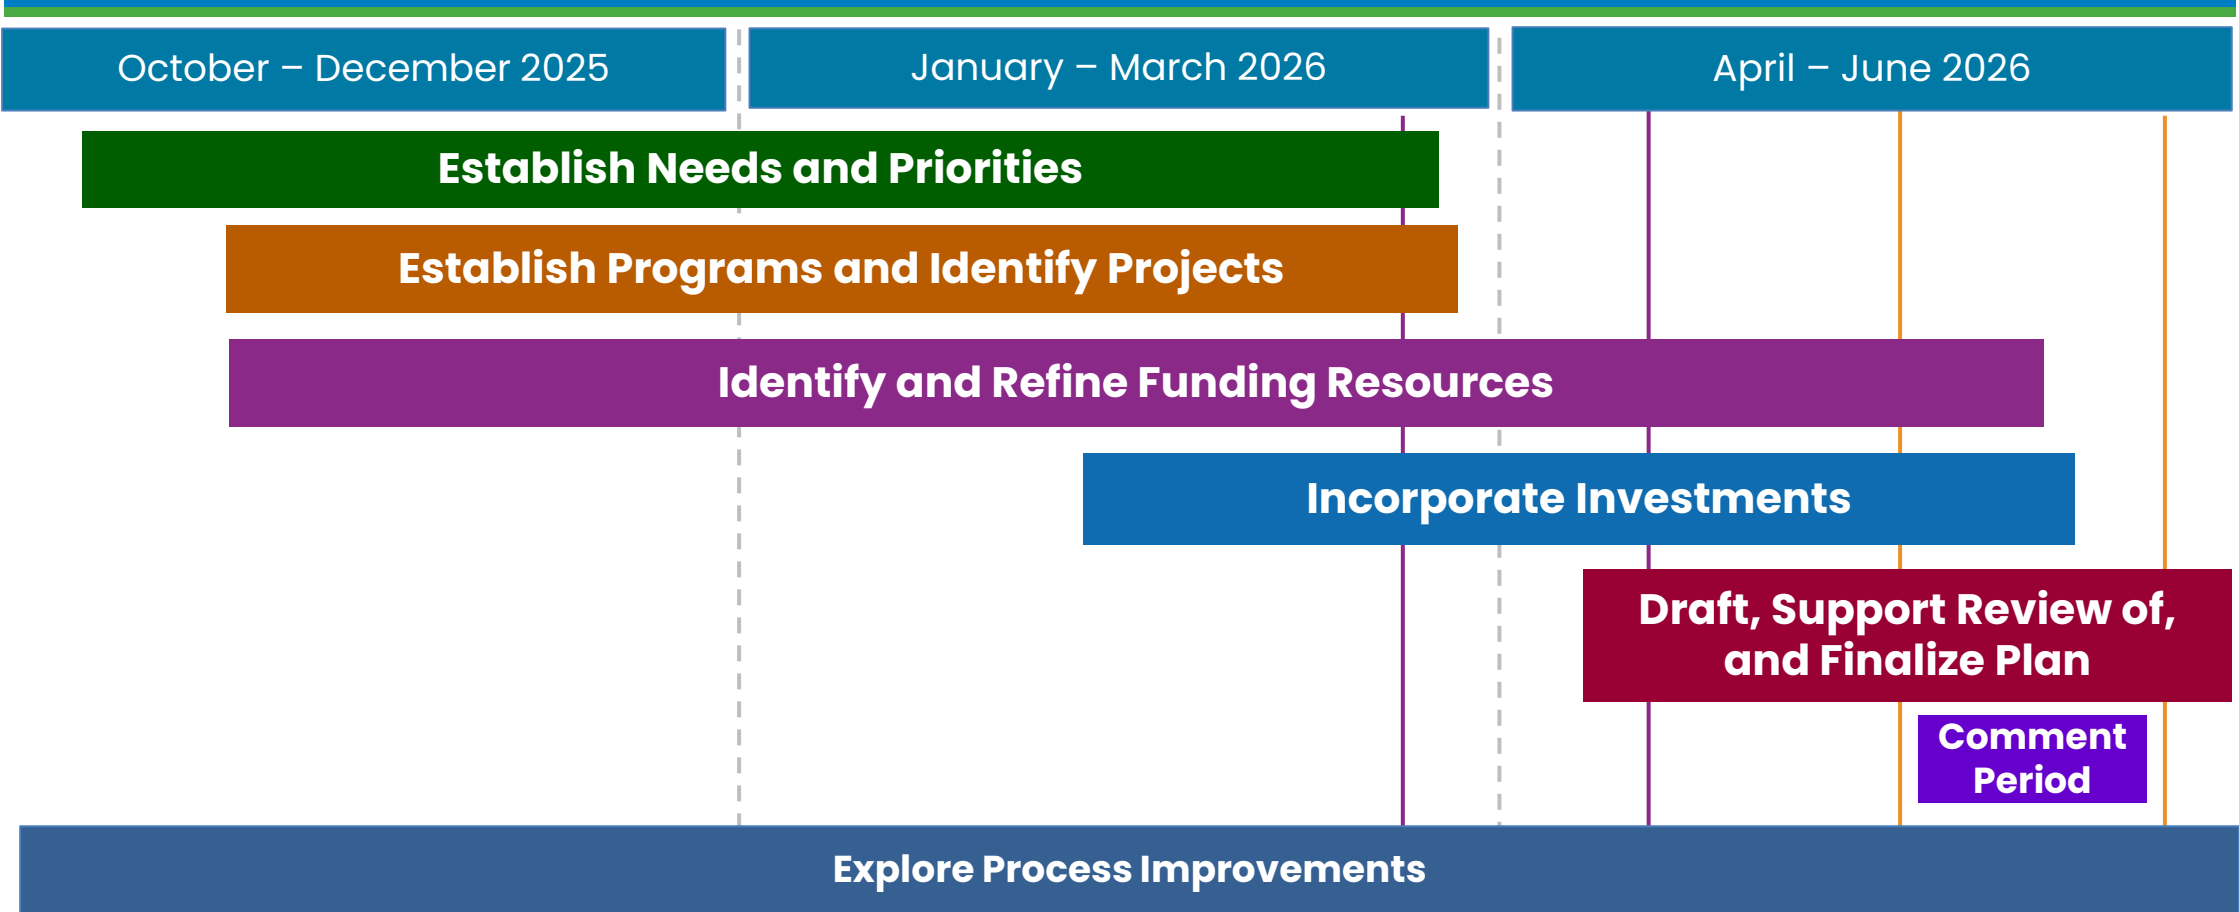 October – December 2025
January – March 2026
April – June 2026
Establish Needs and Priorities
Establish Programs and Identify Projects
Identify and Refine Funding Resources
Incorporate Investments
Draft, Support Review of,
and Finalize Plan
Comment
Period
Explore Process Improvements